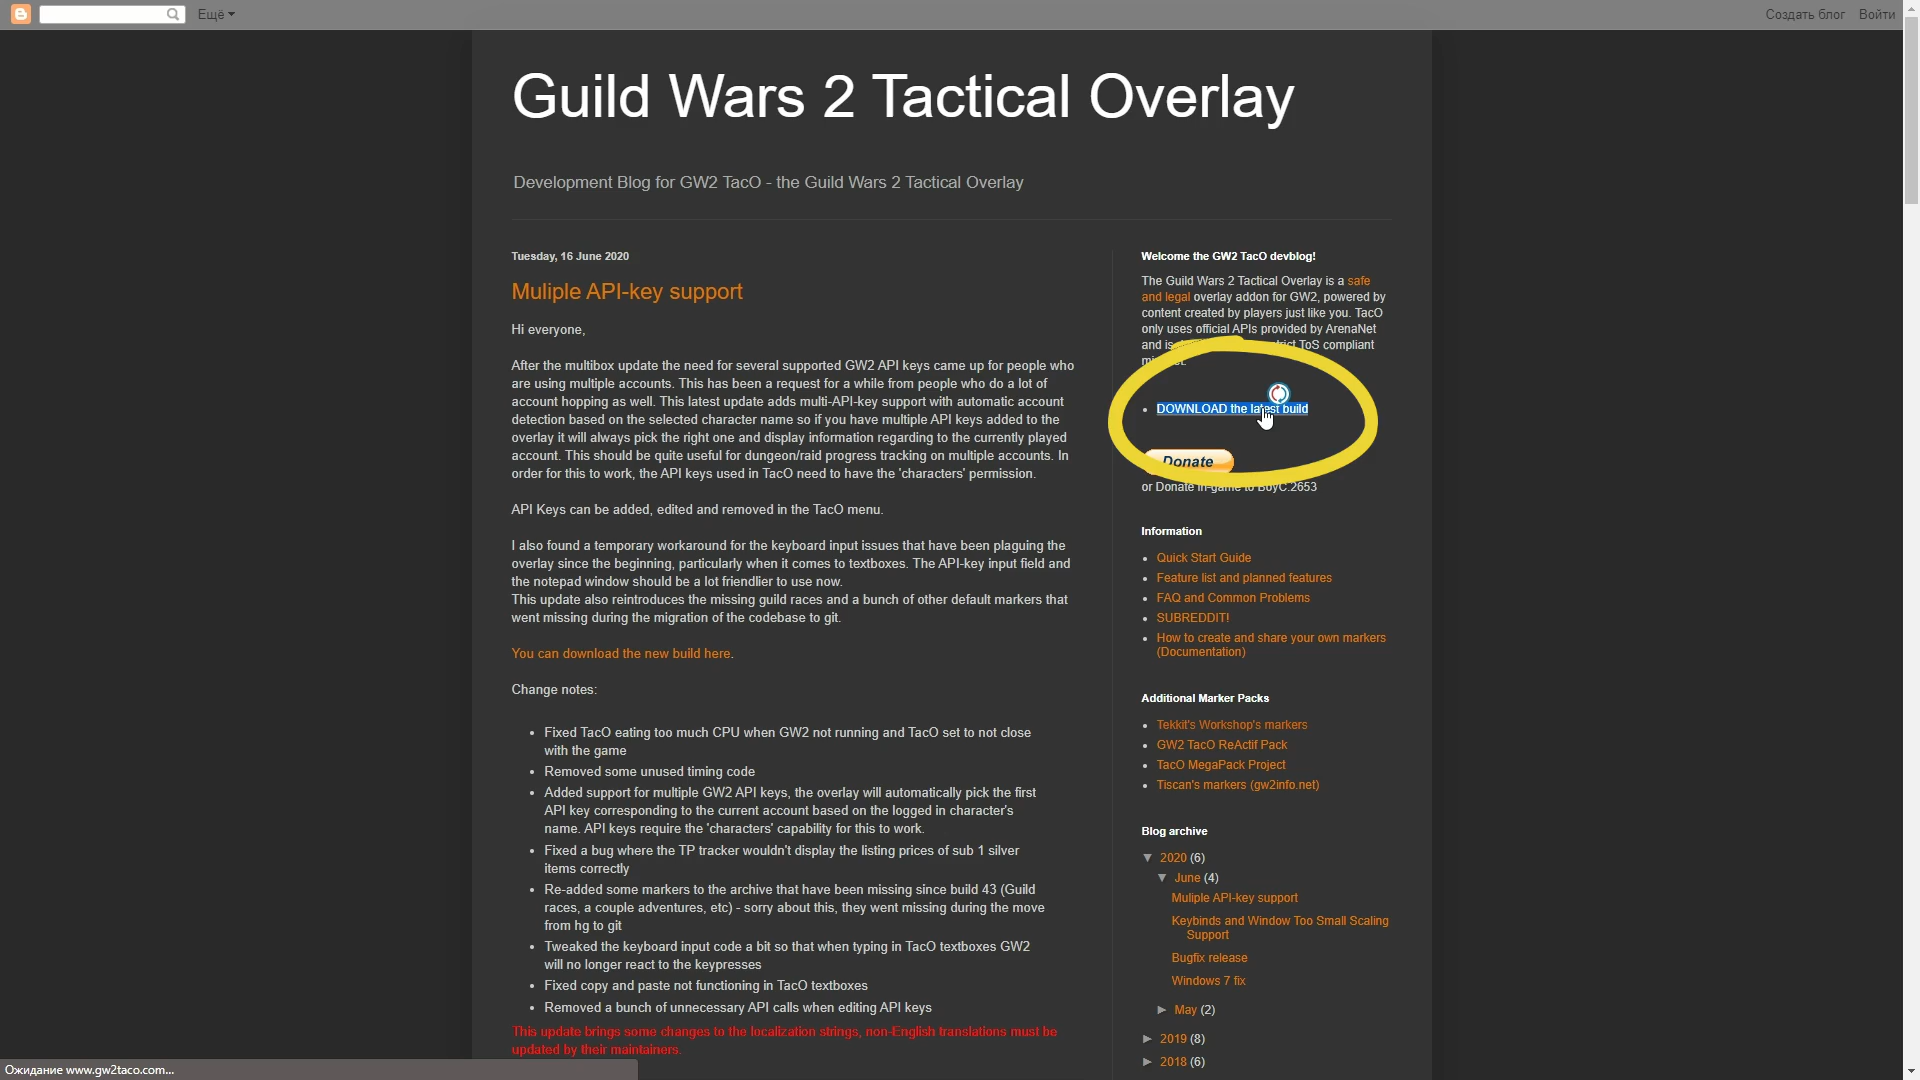 Ещё
Создать блог Войти
Guild Wars 2 Tactical Overlay
Development Blog for GW2 TacO - the Guild Wars 2 Tactical Overlay
Tuesday, 16 June 2020
Muliple API-key support
Hi everyone,
After the multibox update the need for several supported GW2 API keys came up for people who
are using multiple accounts. This has been a request for a while from people who do a lot of
account hopping as well. This latest update adds multi-API-key support with automatic account
detection based on the selected character name so if you have multiple API keys added to the
overlay it will always pick the right one and display information regarding to the currently played
account. This should be quite useful for dungeon/raid progress tracking on multiple accounts. In
order for this to work, the API keys used in TacO need to have the 'characters' permission.
API Keys can be added, edited and removed in the TacO menu.
I also found a temporary workaround for the keyboard input issues that have been plaguing the
overlay since the beginning, particularly when it comes to textboxes. The API-key input field and
the notepad window should be a lot friendlier to use now.
This update also reintroduces the missing guild races and a bunch of other default markers that
went missing during the migration of the codebase to git.
You can download the new build here.
Change notes:
Fixed TacO eating too much CPU when GW2 not running and TacO set to not close
with the game
Removed some unused timing code
Added support for multiple GW2 API keys, the overlay will automatically pick the first
API key corresponding to the current account based on the logged in character's
name. API keys require the 'characters' capability for this to work.
Fixed a bug where the TP tracker wouldn't display the listing prices of sub 1 silver
items correctly
Re-added some markers to the archive that have been missing since build 43 (Guild
races, a couple adventures, etc) - sorry about this, they went missing during the move
from hg to git
Tweaked the keyboard input code a bit so that when typing in TacO textboxes GW2
will no longer react to the keypresses
Fixed copy and paste not functioning in TacO textboxes
Removed a bunch of unnecessary API calls when editing API keys
This update brings some changes to the localization strings, non-English translations must be
updated by their maintainers.
Welcome the GW2 TacO devblog!
The Guild Wars 2 Tactical Overlay is a safe
and legal overlay addon for GW2, powered by
content created by players just like you. TacO
only uses official APIs provided by ArenaNet
and is ToS compliant
DOWNLOAD the latest build
Donate
or Donate in-game to BoyC.2653
Information
Quick Start Guide
Feature list and planned features
FAQ and Common Problems
SUBREDDIT!
How to create and share your own markers
(Documentation)
Additional Marker Packs
Tekkit's Workshop's markers
GW2 TacO ReActif Pack
TacO MegaPack Project
Tiscan's markers (gw2info.net)
Blog archive
▼ 2020 (6)
▼ June (4)
Muliple API-key support
Keybinds and Window Too Small Scaling
Support
Bugfix release
Windows 7 fix
► May (2)
► 2019 (8)
► 2018 (6)
Ожидание www.gw2taco.com...